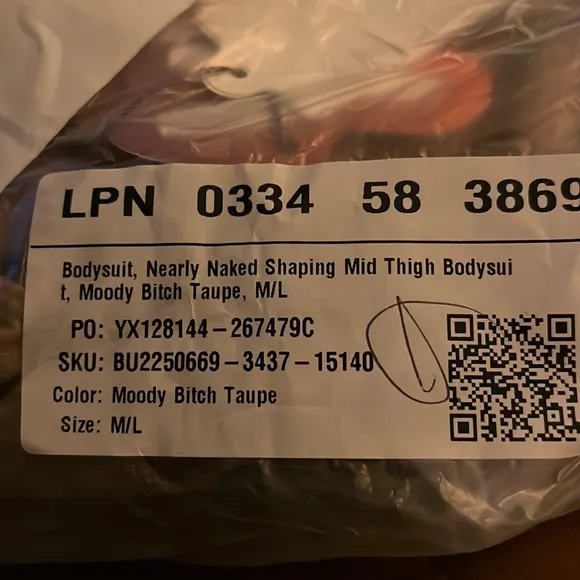 LPN 0334 58 3869
Bodysuit, Nearly Naked Shaping Mid Thigh Bodysui
t, Moody Bitch Taupe, M/L
PO: YX128144-267479C
SKU: BU2250669-3437-15140
Color: Moody Bitch Taupe
Size: M/L